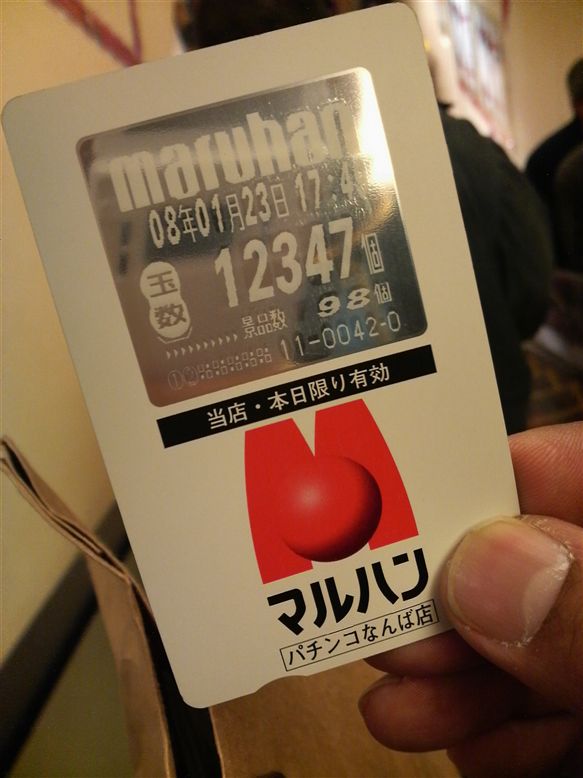 maruhan
08年01月23日 17:4
玉数 12347個
景品数 98個
11-0042-0
当店・本日限り有効
マルハン
パチンコなんば店